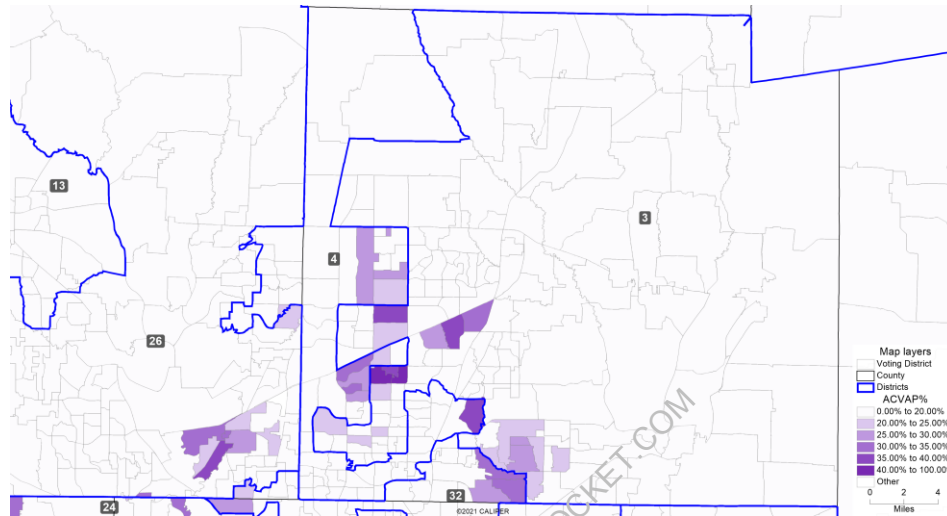 13
3
4
26
24
32
OCKET.COM
©2021 CALIPER
Map layers
Voting District
County
Districts
ACVAP%
0.00% to 20.00%
20.00% to 25.00%
25.00% to 30.00%
30.00% to 35.00%
35.00% to 40.00%
40.00% to 100.00%
Other
0 2 4
Miles